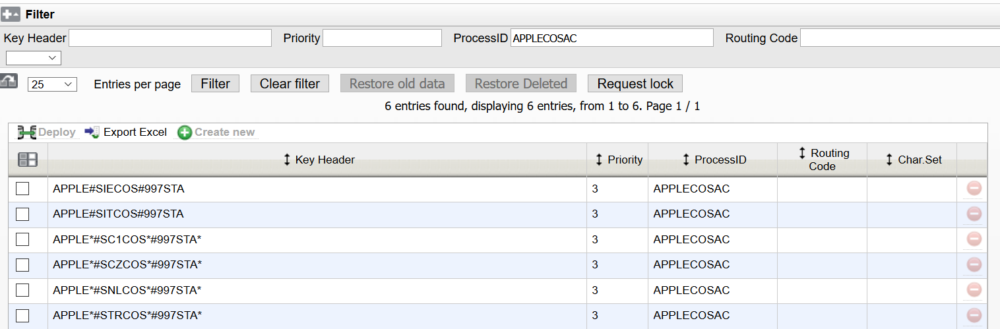 Filter
Key Header Priority ProcessID APPLECOSAC Routing Code
25 Entries per page Filter Clear filter Restore old data Restore Deleted Request lock
6 entries found, displaying 6 entries, from 1 to 6. Page 1 / 1
Deploy Export Excel Create new
Key Header Priority ProcessID Routing Code Char.Set
APPLE#SIECOS#997STA 3 APPLECOSAC
APPLE#SITCOS#997STA 3 APPLECOSAC
APPLE*#SC1COS*#997STA* 3 APPLECOSAC
APPLE*#SCZCOS*#997STA* 3 APPLECOSAC
APPLE*#SNLCOS*#997STA* 3 APPLECOSAC
APPLE*#STRCOS*#997STA* 3 APPLECOSAC